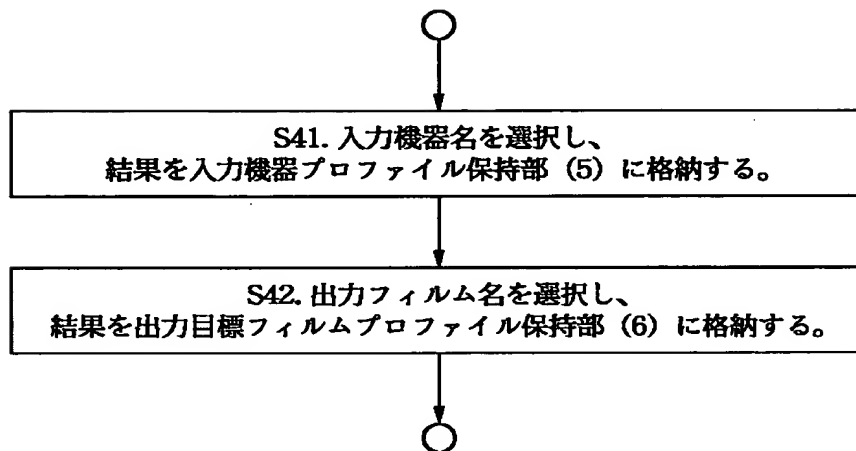 S41. 入力機器名を選択し、
結果を入力機器プロファイル保持部（5）に格納する。
S42. 出力フィルム名を選択し、
結果を出力目標フィルムプロファイル保持部（6）に格納する。